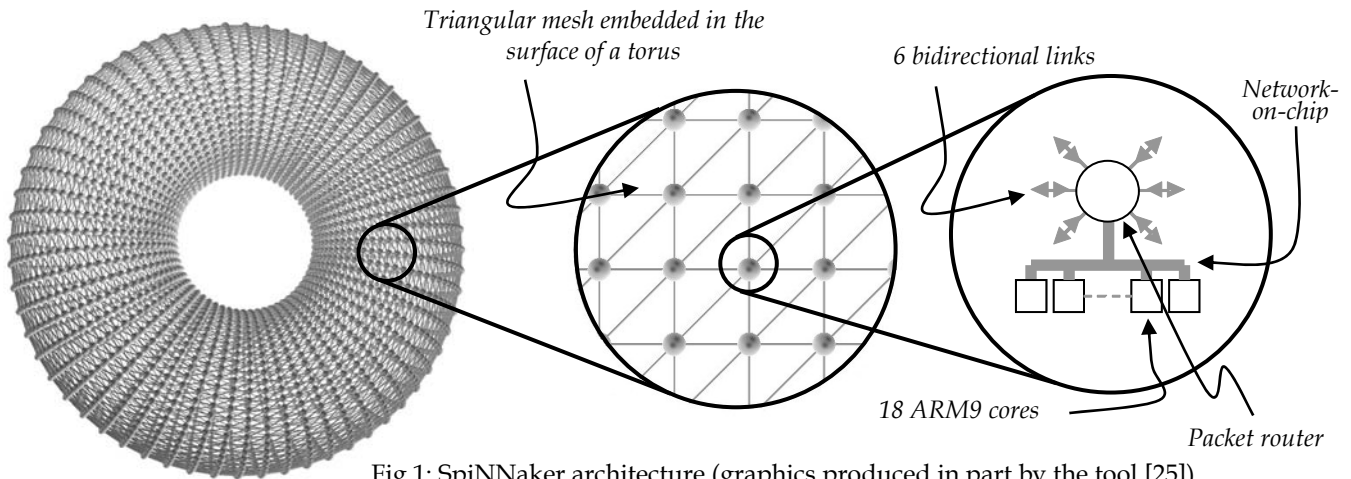 Triangular mesh embedded in the
surface of a torus
6 bidirectional links
Network-
on-chip
18 ARM9 cores
Packet router
Fig 1: SpiNNaker architecture (graphics produced in part by the tool [25])